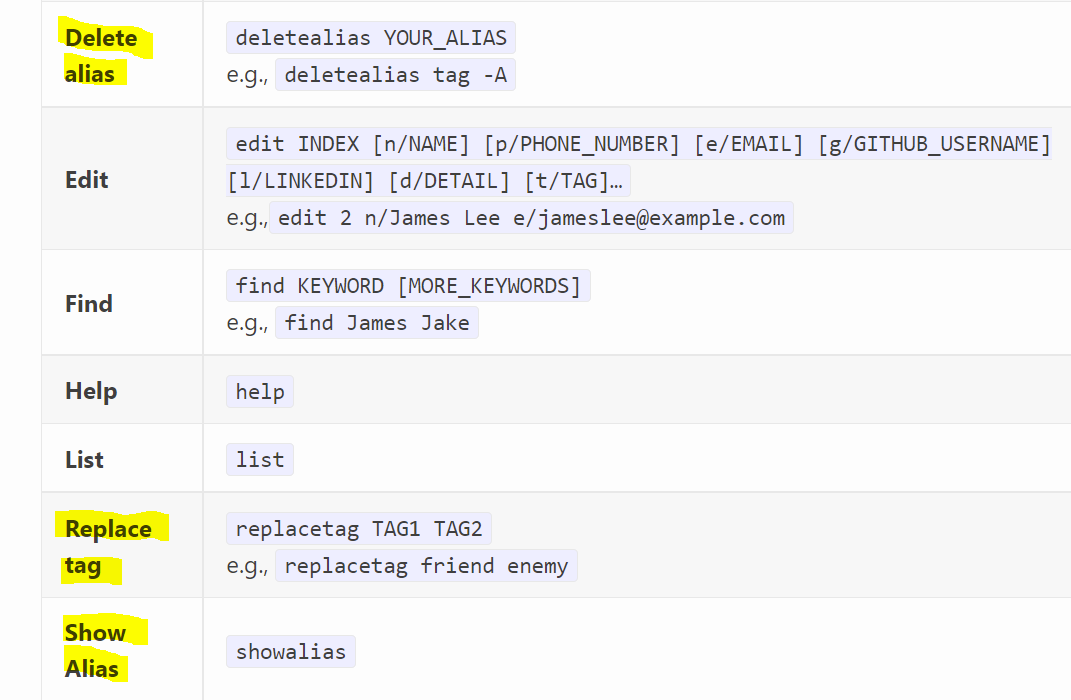 Delete
alias
deletealias YOUR_ALIAS
e.g., deletealias tag -A
Edit
edit INDEX [n/NAME] [p/PHONE_NUMBER] [e/EMAIL] [g/GITHUB_USERNAME]
[l/LINKEDIN] [d/DETAIL] [t/TAG]…
e.g., edit 2 n/James Lee e/jameslee@example.com
Find
find KEYWORD [MORE_KEYWORDS]
e.g., find James Jake
Help
help
List
list
Replace
tag
replacetag TAG1 TAG2
e.g., replacetag friend enemy
Show
Alias
showalias